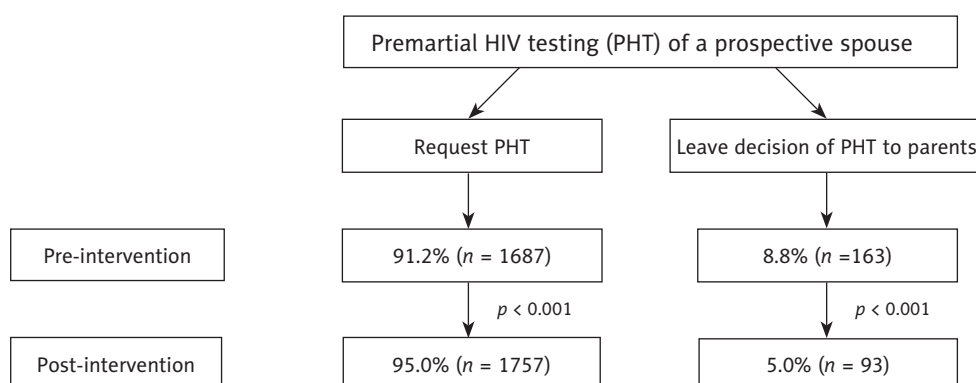 Premartial HIV testing (PHT) of a prospective spouse
Request PHT
Leave decision of PHT to parents
Pre-intervention
91.2% (n = 1687)
8.8% (n =163)
p < 0.001
p < 0.001
Post-intervention
95.0% (n = 1757)
5.0% (n = 93)